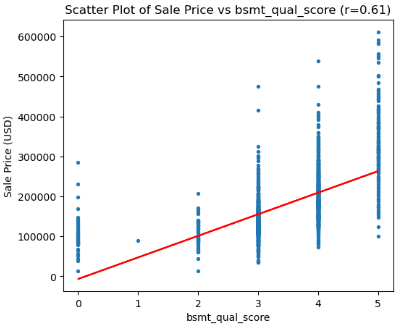 Scatter Plot of Sale Price vs bsmt_qual_score (r=0.61)
600000
500000
400000
300000
200000
100000
0
Sale Price (USD)
0 1 2 3 4 5
bsmt_qual_score